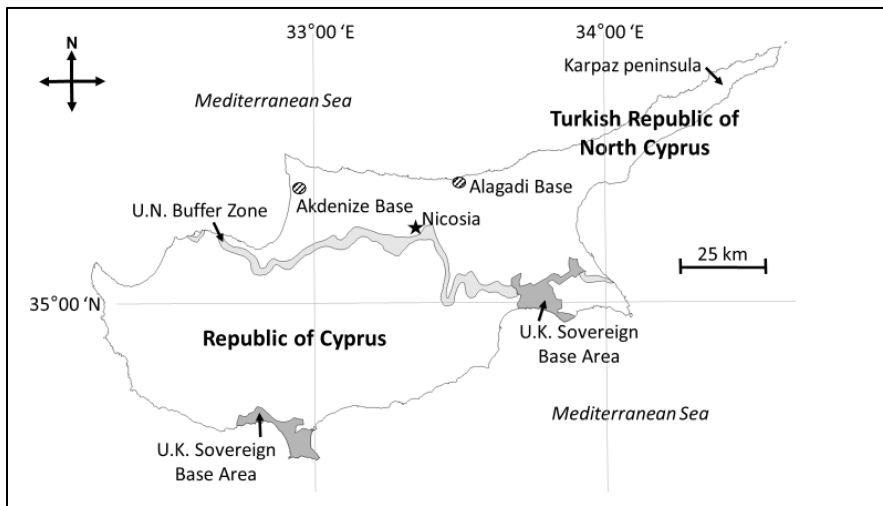 33°00 ‘E
34°00 ‘E
N
Karpaz peninsula
Mediterranean Sea
Turkish Republic of
North Cyprus
Alagadi Base
Akdenize Base
U.N. Buffer Zone
Nicosia
25 km
35°00 ‘N
Republic of Cyprus
U.K. Sovereign
Base Area
Mediterranean Sea
U.K. Sovereign
Base Area